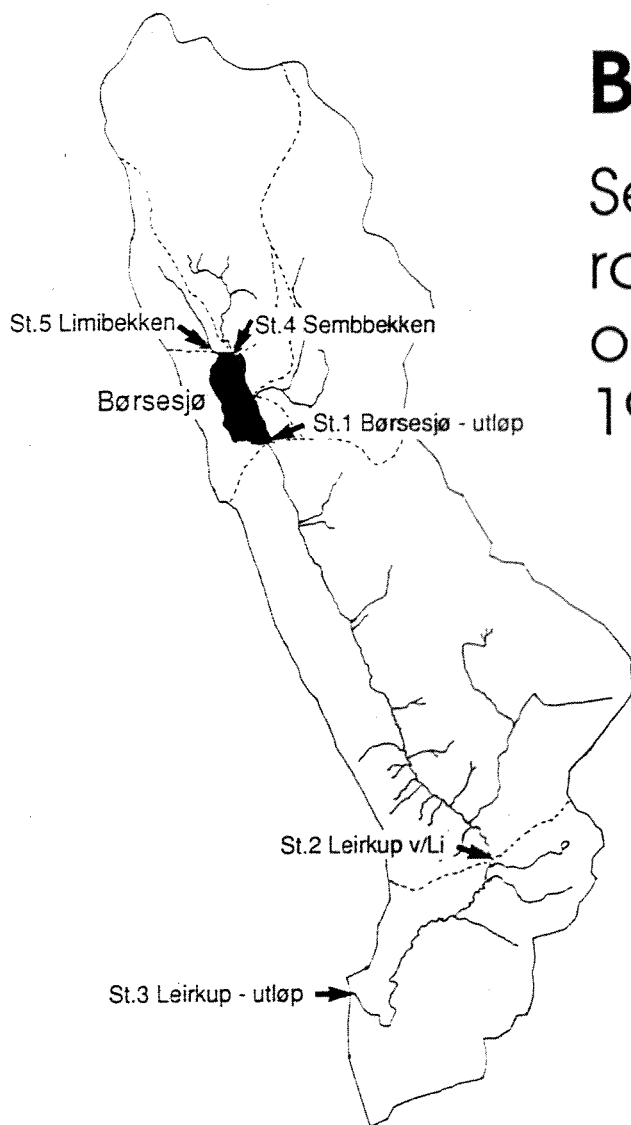 St.5 Limibekken
St.4 Sembbekken
Børsesjø
St.1 Børsesjø - utløp
St.2 Leirkup v/Li
St.3 Leirkup - utløp